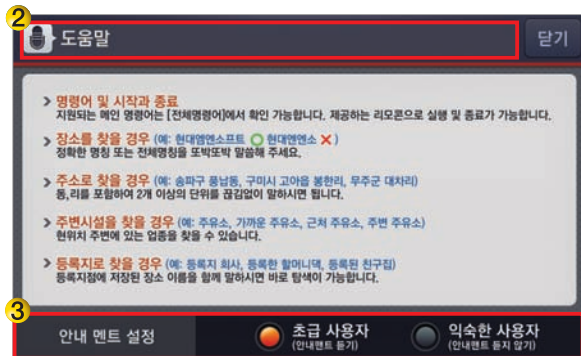 2
도움말
닫기
> 명령어 및 시작과 종료
지원되는 메인 명령어는 [전체명령어]에서 확인 가능합니다. 제공하는 리모콘으로 실행 및 종료가 가능합니다.
> 장소를 찾을 경우 (예: 현대엠엔소프트 O 현대엔엔소 X )
정확한 명칭 또는 전체명칭을 또박또박 말씀해 주세요.
> 주소로 찾을 경우 (예: 송파구 풍납동, 구미시 고아읍 봉한리, 무주군 대차리)
동,리를 포함하여 2개 이상의 단위를 끊김없이 말하시면 됩니다.
> 주변시설을 찾을 경우 (예: 주유소, 가까운 주유소, 근처 주유소, 주변 주유소)
현위치 주변에 있는 업종을 찾을 수 있습니다.
> 등록지로 찾을 경우 (예: 등록지 회사, 등록한 할머니댁, 등록된 친구집)
등록지점에 저장된 장소 이름을 함께 말하시면 바로 탐색이 가능합니다.
3
안내 멘트 설정
초급 사용자
(안내멘트 듣기)
익숙한 사용자
(안내멘트 듣지 않기)